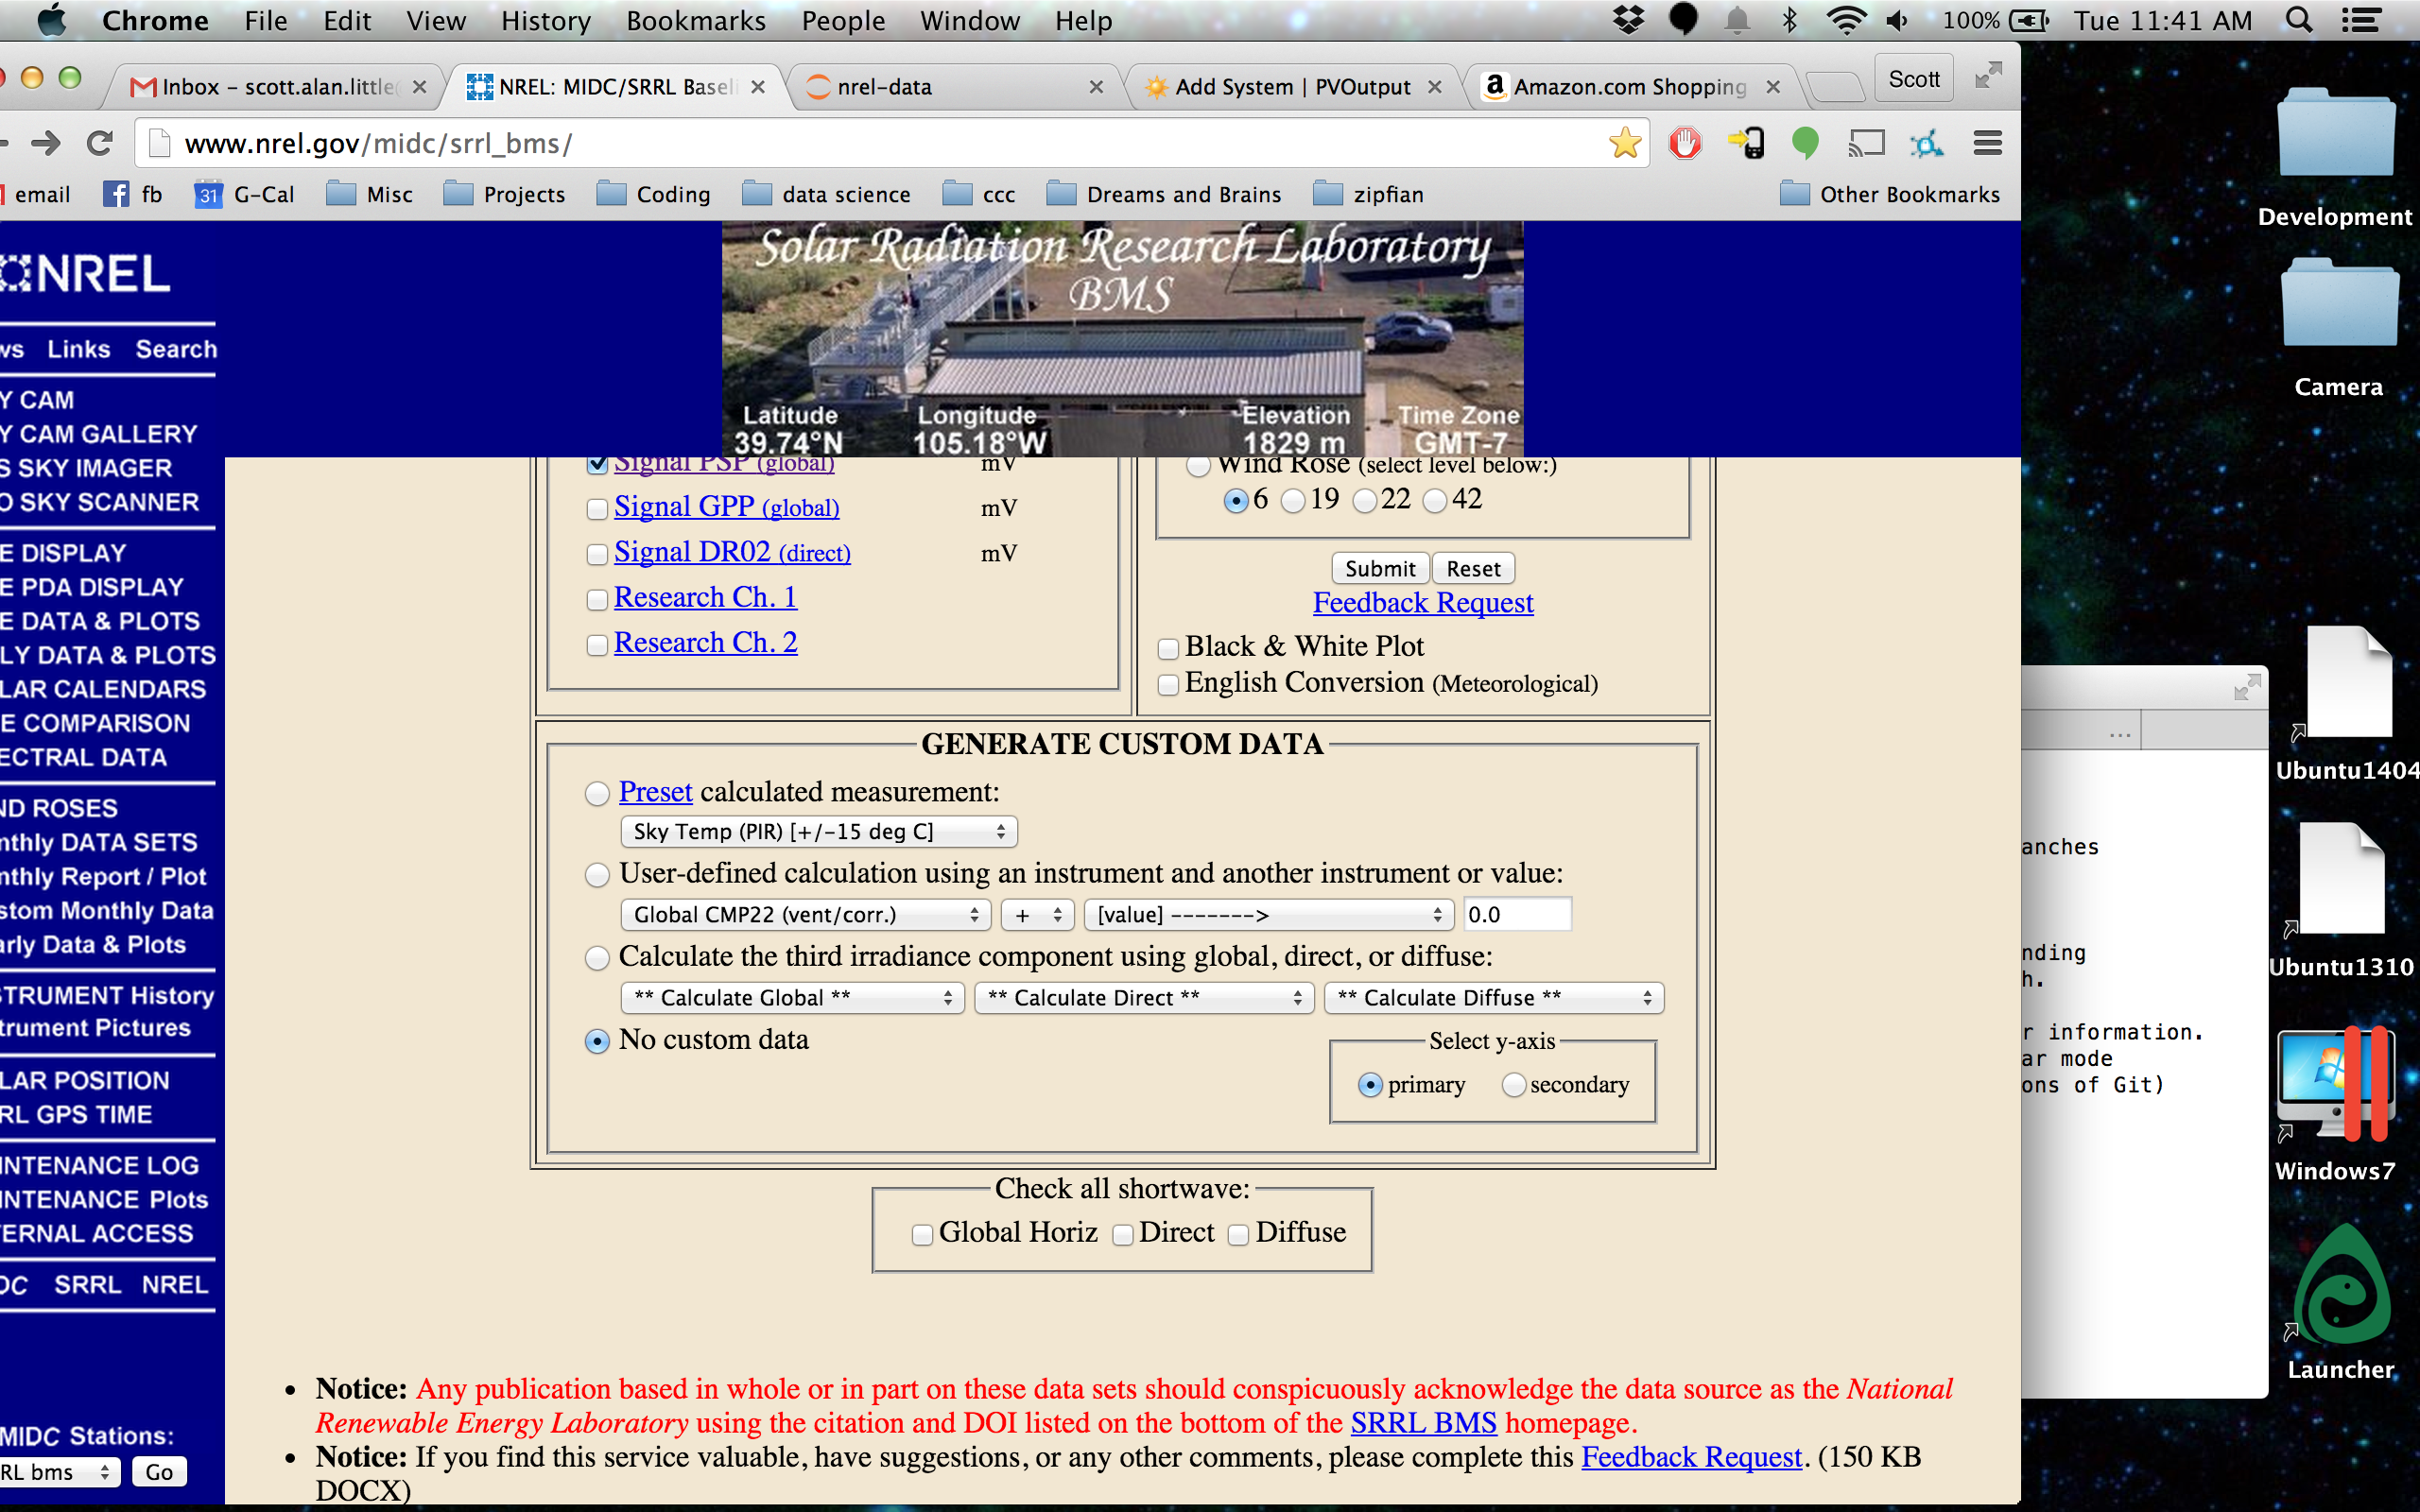 Chrome File Edit View History Bookmarks People Window Help 100% Tue 11:41 AM
Inbox – scott.alan.little NREL: MIDC/SRRL Baseli nrel-data Add System | PVOutput Amazon.com Shopping Scott
www.nrel.gov/midc/srrl_bms/
email fb 31 G-Cal Misc Projects Coding data science ccc Dreams and Brains zipfian Other Bookmarks
NREL
Links Search
Y CAM
Y CAM GALLERY
S SKY IMAGER
O SKY SCANNER
E DISPLAY
E PDA DISPLAY
E DATA & PLOTS
LY DATA & PLOTS
LAR CALENDARS
E COMPARISON
ECTRAL DATA
ND ROSES
nthly DATA SETS
nthly Report / Plot
stom Monthly Data
arly Data & Plots
STRUMENT History
trument Pictures
LAR POSITION
RL GPS TIME
INTENANCE LOG
INTENANCE Plots
ERNAL ACCESS
DC SRRL NREL
MIDC Stations:
RL bms Go
Solar Radiation Research Laboratory
BMS
Latitude Longitude Elevation Time Zone
39.74°N 105.18°W 1829 m GMT-7
Signal PSP (global) mV
Signal GPP (global) mV
Signal DR02 (direct) mV
Research Ch. 1
Research Ch. 2
Wind Rose (select level below:)
6 19 22 42
Submit Reset
Feedback Request
Black & White Plot
English Conversion (Meteorological)
GENERATE CUSTOM DATA
Preset calculated measurement:
Sky Temp (PIR) [+/-15 deg C]
User-defined calculation using an instrument and another instrument or value:
Global CMP22 (vent/corr.) + [value] -------> 0.0
Calculate the third irradiance component using global, direct, or diffuse:
** Calculate Global ** ** Calculate Direct ** ** Calculate Diffuse **
No custom data
Select y-axis
primary secondary
Check all shortwave:
Global Horiz Direct Diffuse
• Notice: Any publication based in whole or in part on these data sets should conspicuously acknowledge the data source as the National
Renewable Energy Laboratory using the citation and DOI listed on the bottom of the SRRL BMS homepage.
• Notice: If you find this service valuable, have suggestions, or any other comments, please complete this Feedback Request. (150 KB
DOCX)
...
anches
nding
h.
r information.
ar mode
ons of Git)
Development
Camera
Ubuntu1404
Ubuntu1310
Windows7
Launcher